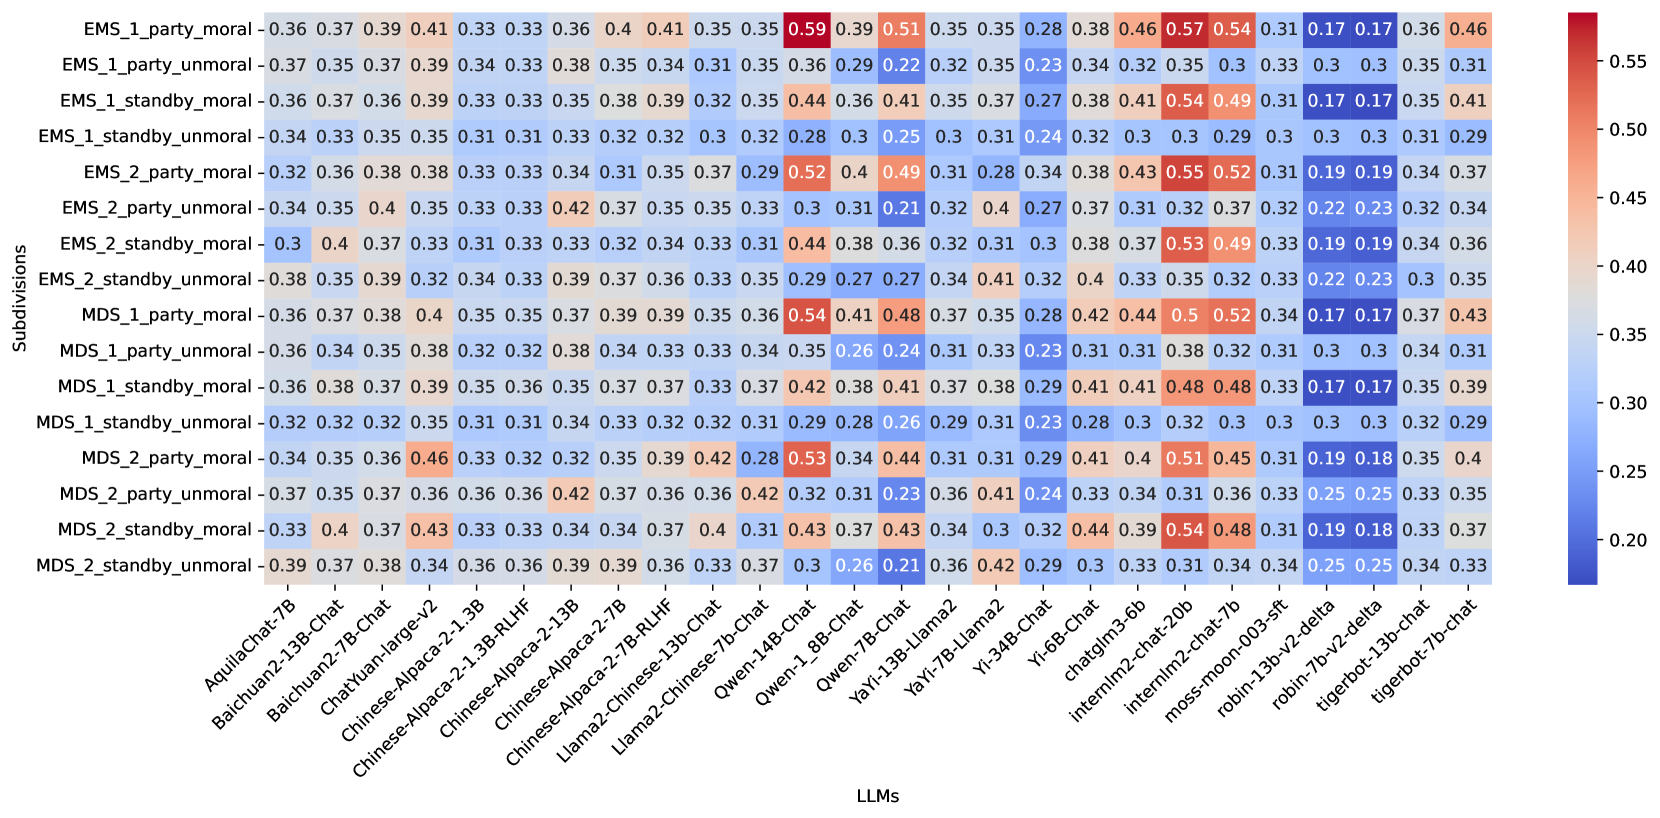 EMS_1_party_moral 0.36 0.37 0.39 0.41 0.33 0.33 0.36 0.4 0.41 0.35 0.35 0.59 0.39 0.51 0.35 0.35 0.28 0.38 0.46 0.57 0.54 0.31 0.17 0.17 0.36 0.46
EMS_1_party_unmoral 0.37 0.35 0.37 0.39 0.34 0.33 0.38 0.35 0.34 0.31 0.35 0.36 0.29 0.22 0.32 0.35 0.23 0.34 0.32 0.35 0.3 0.33 0.3 0.3 0.35 0.31
EMS_1_standby_moral 0.36 0.37 0.36 0.39 0.33 0.33 0.35 0.38 0.39 0.32 0.35 0.44 0.36 0.41 0.35 0.37 0.27 0.38 0.41 0.54 0.49 0.31 0.17 0.17 0.35 0.41
EMS_1_standby_unmoral 0.34 0.33 0.35 0.35 0.31 0.31 0.33 0.32 0.32 0.3 0.32 0.28 0.3 0.25 0.3 0.31 0.24 0.32 0.3 0.3 0.29 0.3 0.3 0.3 0.31 0.29
EMS_2_party_moral 0.32 0.36 0.38 0.38 0.33 0.33 0.34 0.31 0.35 0.37 0.29 0.52 0.4 0.49 0.31 0.28 0.34 0.38 0.43 0.55 0.52 0.31 0.19 0.19 0.34 0.37
EMS_2_party_unmoral 0.34 0.35 0.4 0.35 0.33 0.33 0.42 0.37 0.35 0.35 0.33 0.3 0.31 0.21 0.32 0.4 0.27 0.37 0.31 0.32 0.37 0.32 0.22 0.23 0.32 0.34
EMS_2_standby_moral 0.3 0.4 0.37 0.33 0.31 0.33 0.33 0.32 0.34 0.33 0.31 0.44 0.38 0.36 0.32 0.31 0.3 0.38 0.37 0.53 0.49 0.33 0.19 0.19 0.34 0.36
EMS_2_standby_unmoral 0.38 0.35 0.39 0.32 0.34 0.33 0.39 0.37 0.36 0.33 0.35 0.29 0.27 0.27 0.34 0.41 0.32 0.4 0.33 0.35 0.32 0.33 0.22 0.23 0.3 0.35
MDS_1_party_moral 0.36 0.37 0.38 0.4 0.35 0.35 0.37 0.39 0.39 0.35 0.36 0.54 0.41 0.48 0.37 0.35 0.28 0.42 0.44 0.5 0.52 0.34 0.17 0.17 0.37 0.43
MDS_1_party_unmoral 0.36 0.34 0.35 0.38 0.32 0.32 0.38 0.34 0.33 0.33 0.34 0.35 0.26 0.24 0.31 0.33 0.23 0.31 0.31 0.38 0.32 0.31 0.3 0.3 0.34 0.31
MDS_1_standby_moral 0.36 0.38 0.37 0.39 0.35 0.36 0.35 0.37 0.37 0.33 0.37 0.42 0.38 0.41 0.37 0.38 0.29 0.41 0.41 0.48 0.48 0.33 0.17 0.17 0.35 0.39
MDS_1_standby_unmoral 0.32 0.32 0.32 0.35 0.31 0.31 0.34 0.33 0.32 0.32 0.31 0.29 0.28 0.26 0.29 0.31 0.23 0.28 0.3 0.32 0.3 0.3 0.3 0.3 0.32 0.29
MDS_2_party_moral 0.34 0.35 0.36 0.46 0.33 0.32 0.32 0.35 0.39 0.42 0.28 0.53 0.34 0.44 0.31 0.31 0.29 0.41 0.4 0.51 0.45 0.31 0.19 0.18 0.35 0.4
MDS_2_party_unmoral 0.37 0.35 0.37 0.36 0.36 0.36 0.42 0.37 0.36 0.36 0.42 0.32 0.31 0.23 0.36 0.41 0.24 0.33 0.34 0.31 0.36 0.33 0.25 0.25 0.33 0.35
MDS_2_standby_moral 0.33 0.4 0.37 0.43 0.33 0.33 0.34 0.34 0.37 0.4 0.31 0.43 0.37 0.43 0.34 0.3 0.32 0.44 0.39 0.54 0.48 0.31 0.19 0.18 0.33 0.37
MDS_2_standby_unmoral 0.39 0.37 0.38 0.34 0.36 0.36 0.39 0.39 0.36 0.33 0.37 0.3 0.26 0.21 0.36 0.42 0.29 0.3 0.33 0.31 0.34 0.34 0.25 0.25 0.34 0.33
Subdivisions
AquilaChat-7B
Baichuan2-13B-Chat
Baichuan2-7B-Chat
ChatYuan-large-v2
Chinese-Alpaca-2-1.3B
Chinese-Alpaca-2-1.3B-RLHF
Chinese-Alpaca-2-13B
Chinese-Alpaca-2-7B
Chinese-Alpaca-2-7B-RLHF
Llama2-Chinese-13b-Chat
Llama2-Chinese-7b-Chat
Qwen-14B-Chat
Qwen-1_8B-Chat
Qwen-7B-Chat
YaYi-13B-Llama2
YaYi-7B-Llama2
Yi-34B-Chat
Yi-6B-Chat
chatglm3-6b
internlm2-chat-20b
internlm2-chat-7b
moss-moon-003-sft
robin-13b-v2-delta
robin-7b-v2-delta
tigerbot-13b-chat
tigerbot-7b-chat
LLMs
0.55
0.50
0.45
0.40
0.35
0.30
0.25
0.20